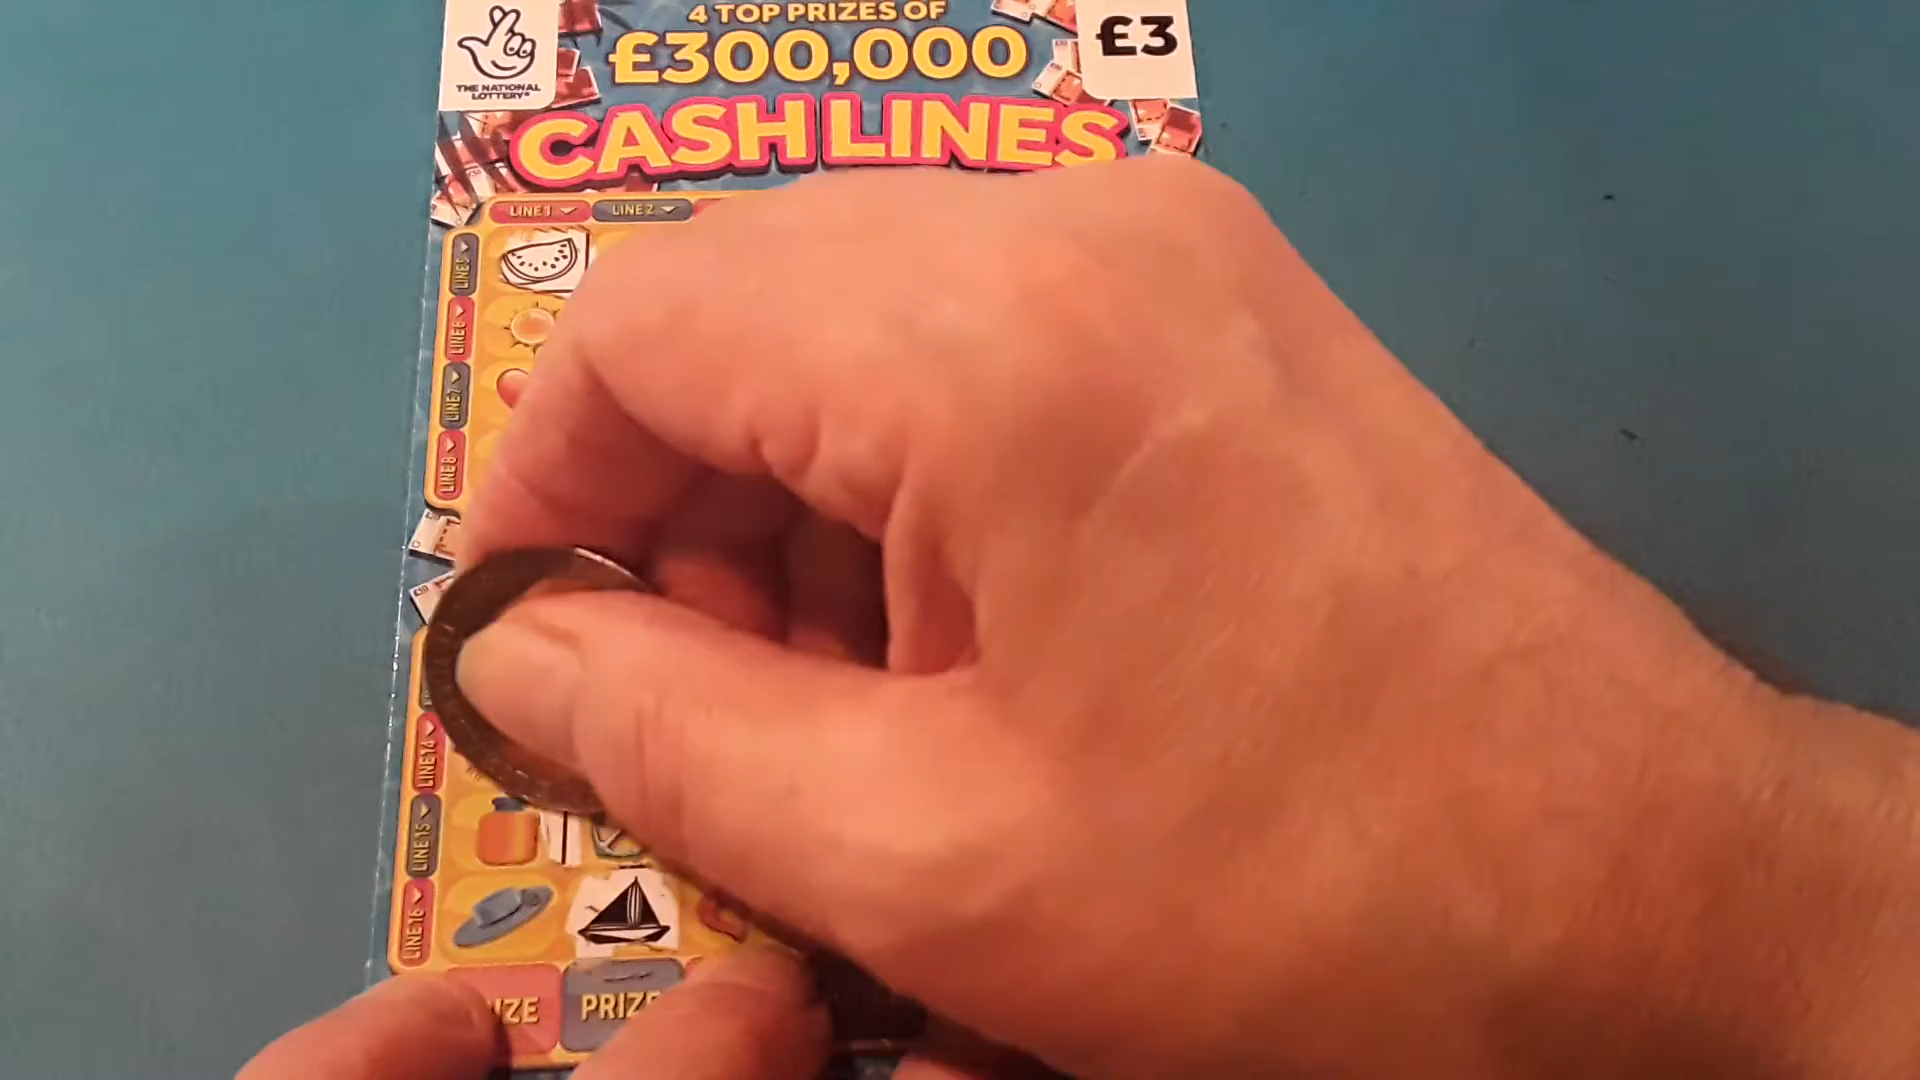 4 TOP PRIZES OF
£300,000
£3
THE NATIONAL
LOTTERY®
CASH LINES
LINE 1
LINE 2
LINE 5
LINE 6
LINE 7
LINE 8
LINE 14
LINE 15
LINE 16
PRIZE